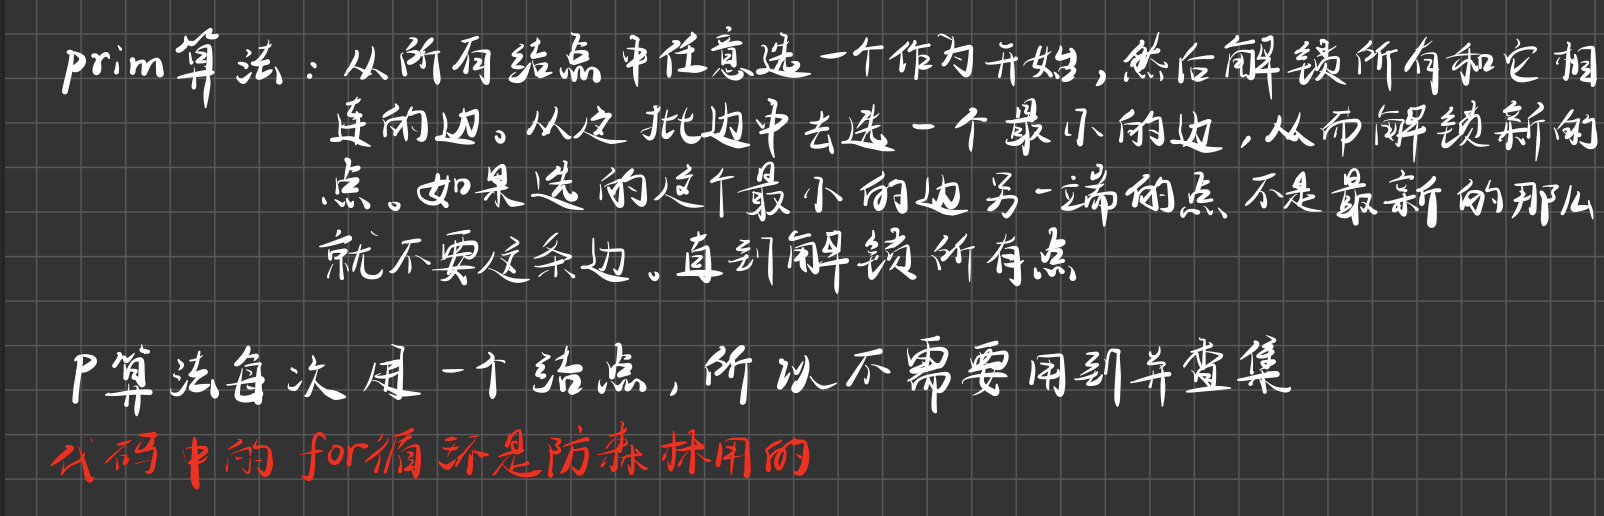 prim算法：从所有结点中任意选一个作为开始，然后解锁所有和它相
连的边。从这批边中去选一个最小的边，从而解锁新的
点。如果选的这个最小的边另一端的点不是最新的那么
就不要这条边。直到解锁所有点
P算法每次用一个结点，所以不需要用到并查集
代码中的for循环是防森林用的